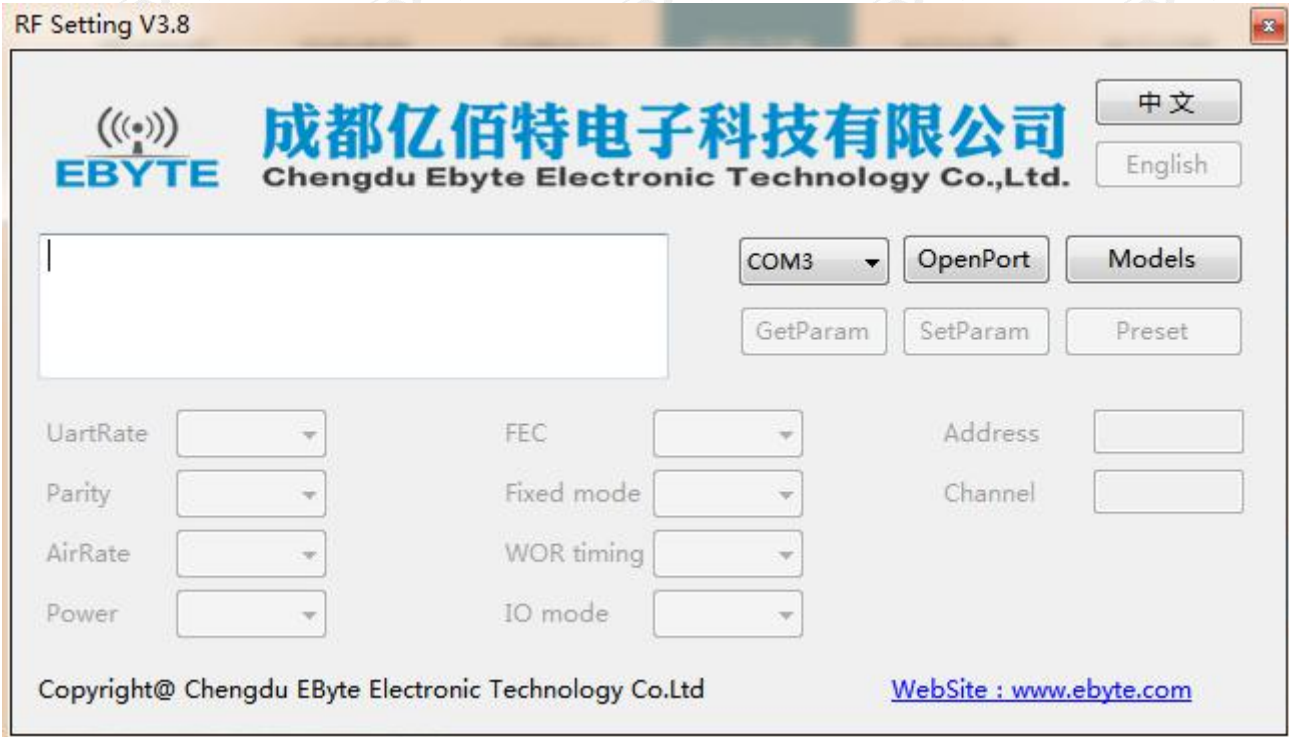 RF Setting V3.8
中文
English
EBYTE
成都亿佰特电子科技有限公司
Chengdu Ebyte Electronic Technology Co.,Ltd.
COM3 OpenPort Models
GetParam SetParam Preset
UartRate FEC Address
Parity Fixed mode Channel
AirRate WOR timing
Power IO mode
Copyright@ Chengdu EByte Electronic Technology Co.Ltd WebSite : www.ebyte.com